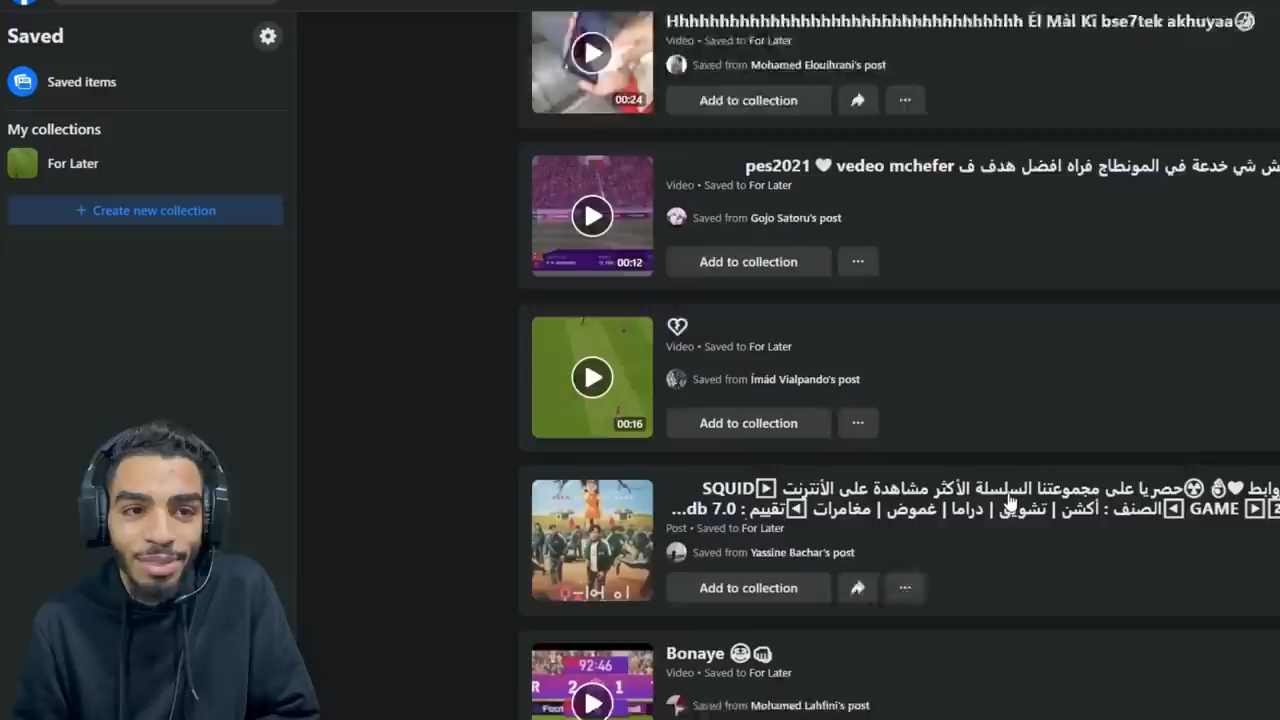 Saved
Saved items
My collections
For Later
+ Create new collection
Hhhhhhhhhhhhhhhhhhhhhhhhhhhhhhhhhhhh Él Màl Kì bse7tek akhuyaa🤣
Video • Saved to For Later
Saved from Mohamed Elouihrani's post
00:24
Add to collection
ش شي خدعة في المونطاج فراه افضل هدف ف pes2021 🖤 vedeo mchefer
Video • Saved to For Later
Saved from Gojo Satoru's post
00:12
Add to collection
💔
Video • Saved to For Later
Saved from Ímád Vialpando's post
00:16
Add to collection
حصريا على مجموعتنا السلسلة الأكثر مشاهدة على الأنترنت ▶SQUID
GAME ◀الصنف : أكشن | تشويق | دراما | غموض | مغامرات ◀تقييم : db 7.0...
Post • Saved to For Later
Saved from Yassine Bachar's post
Add to collection
Bonaye
Video • Saved to For Later
92:46
R 2 1
Foot
Saved from Mohamed Lahfini's post